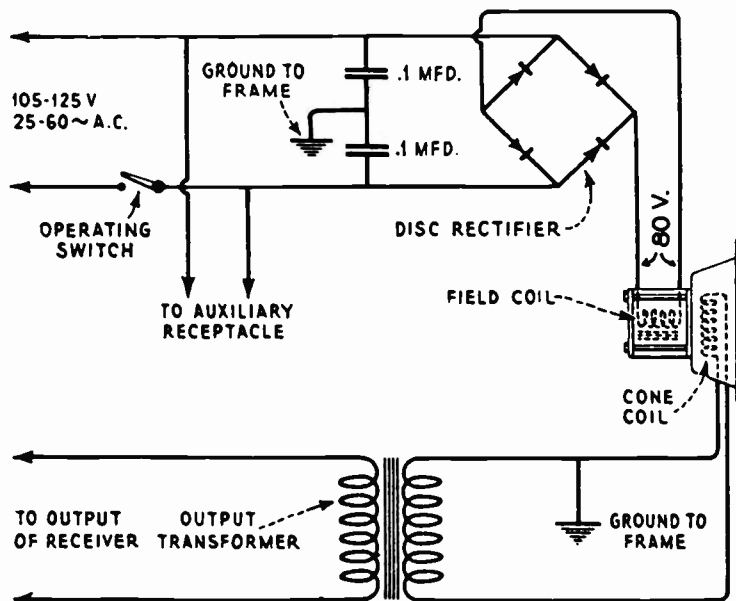 GROUND TO
FRAME
.1 MFD.
105-125 V
25-60~ A.C.
.1 MFD.
OPERATING
SWITCH
DISC RECTIFIER
80 V.
TO AUXILIARY
RECEPTACLE
FIELD COIL
CONE
COIL
TO OUTPUT
OF RECEIVER
OUTPUT
TRANSFORMER
GROUND TO
FRAME